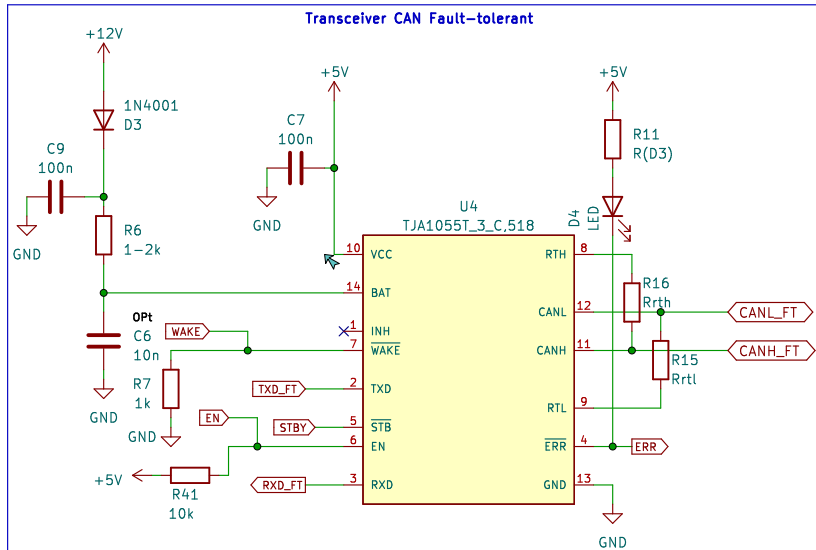 Transceiver CAN Fault-tolerant
+12V
+5V
+5V
1N4001
D3
C7
100n
R11
R(D3)
C9
100n
GND
GND
R6
1-2k
U4
TJA1055T_3_C,518
D4
LED
10
VCC
RTH
8
14
BAT
R16
Rrth
OPt
C6
10n
WAKE
1
INH
CANL
12
CANL_FT
7
WAKE
CANH
11
CANH_FT
R15
Rrtl
R7
1k
TXD_FT
2
TXD
RTL
9
GND
GND
EN
STBY
5
STB
6
EN
ERR
4
ERR
+5V
R41
10k
RXD_FT
3
RXD
GND
13
GND